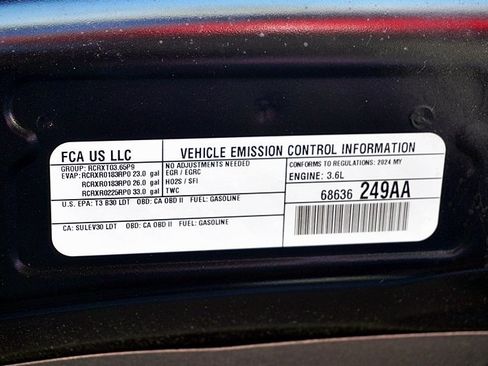 FCA US LLC
VEHICLE EMISSION CONTROL INFORMATION
GROUP: RCRXT03.65P9
EVAP: RCRXR0183RP0 23.0 gal
RCRXR0183RP0 26.0 gal
RCRXR0225RP0 33.0 gal
NO ADJUSTMENTS NEEDED
EGR / EGRC
HO2S / SFI
TWC
CONFORMS TO REGULATIONS: 2024 MY
ENGINE: 3.6L
68636 249AA
U.S. EPA: T3 B30 LDT OBD: CA OBD II FUEL: GASOLINE
CA: SULEV30 LDT OBD: CA OBD II FUEL: GASOLINE